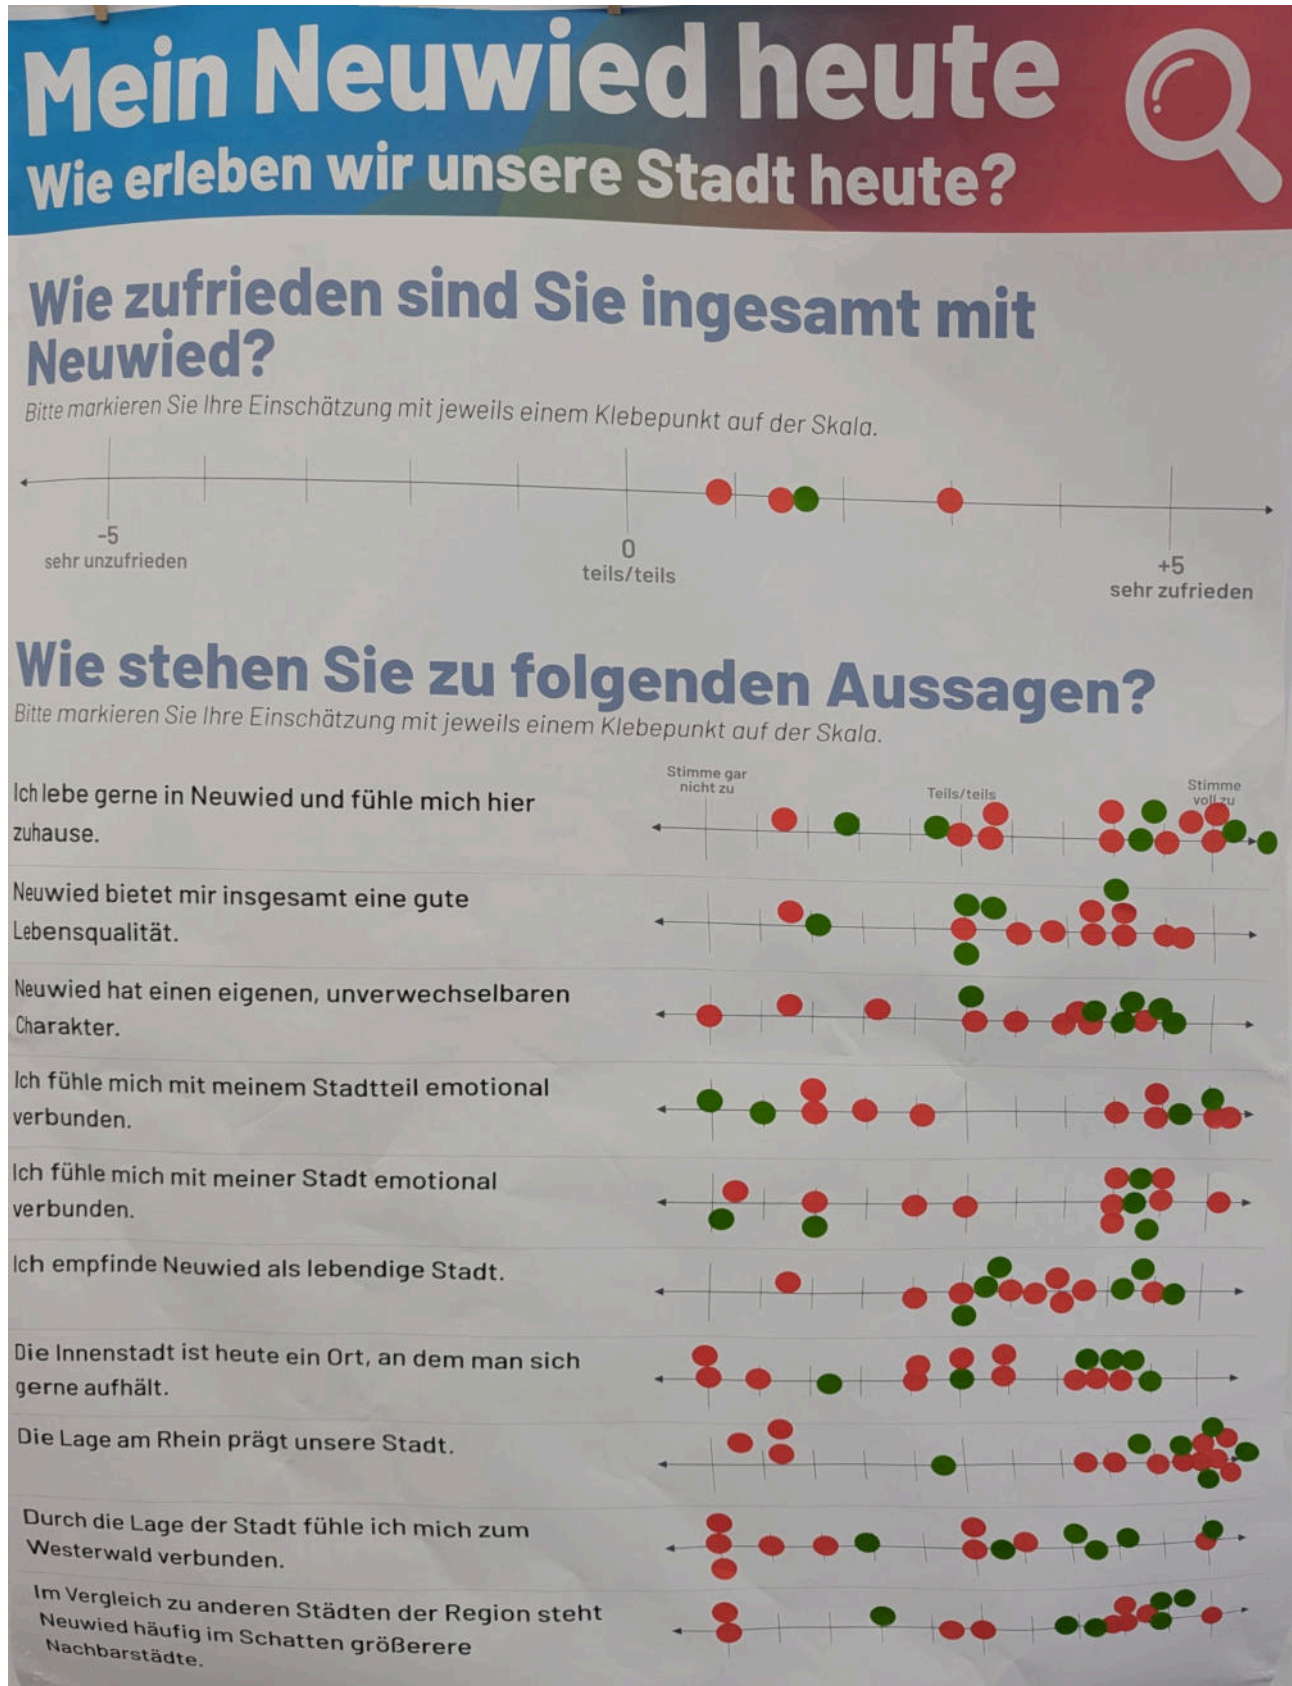 Mein Neuwied heute
Wie erleben wir unsere Stadt heute?
Wie zufrieden sind Sie ingesamt mit
Neuwied?
Bitte markieren Sie Ihre Einschätzung mit jeweils einem Klebepunkt auf der Skala.
-5
sehr unzufrieden
0
teils/teils
+5
sehr zufrieden
Wie stehen Sie zu folgenden Aussagen?
Bitte markieren Sie Ihre Einschätzung mit jeweils einem Klebepunkt auf der Skala.
Stimme gar
nicht zu
Teils/teils
Stimme
voll zu
Ich lebe gerne in Neuwied und fühle mich hier
zuhause.
Neuwied bietet mir insgesamt eine gute
Lebensqualität.
Neuwied hat einen eigenen, unverwechselbaren
Charakter.
Ich fühle mich mit meinem Stadtteil emotional
verbunden.
Ich fühle mich mit meiner Stadt emotional
verbunden.
Ich empfinde Neuwied als lebendige Stadt.
Die Innenstadt ist heute ein Ort, an dem man sich
gerne aufhält.
Die Lage am Rhein prägt unsere Stadt.
Durch die Lage der Stadt fühle ich mich zum
Westerwald verbunden.
Im Vergleich zu anderen Städten der Region steht
Neuwied häufig im Schatten größerere
Nachbarstädte.